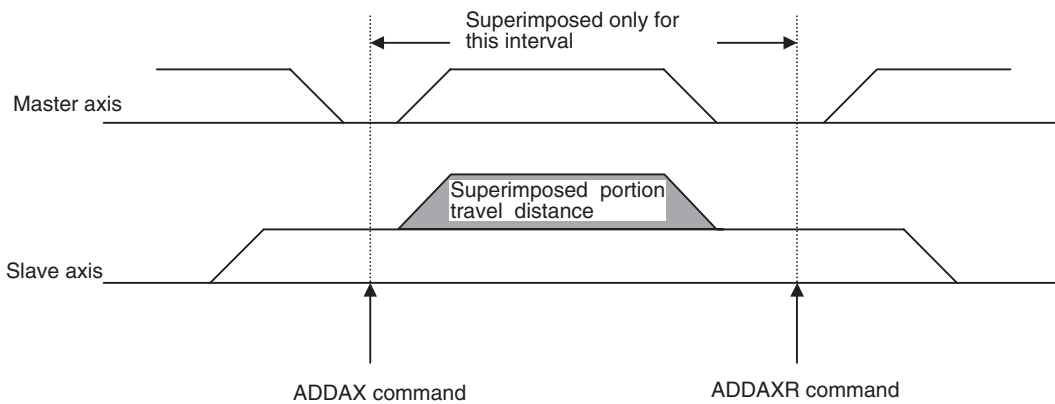 Superimposed only for
this interval
Master axis
Superimposed portion
travel distance
Slave axis
ADDAX command
ADDAXR command